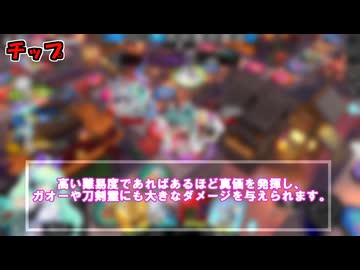 チップ
高い難易度であればあるほど真価を発揮し、
ガオーや刀剣霊にも大きなダメージを与えられます。